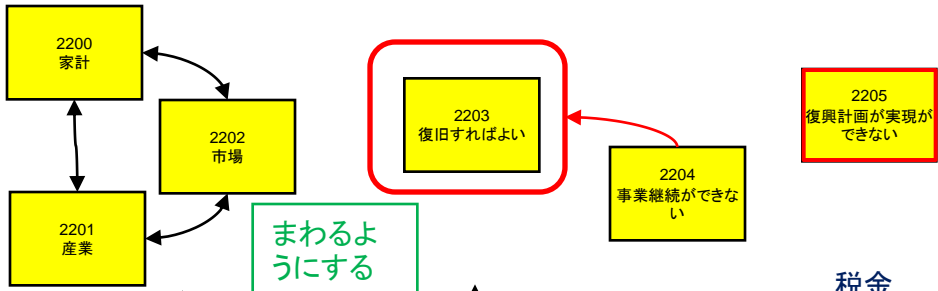 2200
家計
2202
市場
2201
産業
まわるよ
うにする
2203
復旧すればよい
2204
事業継続ができな
い
2205
復興計画が実現が
できない
税金